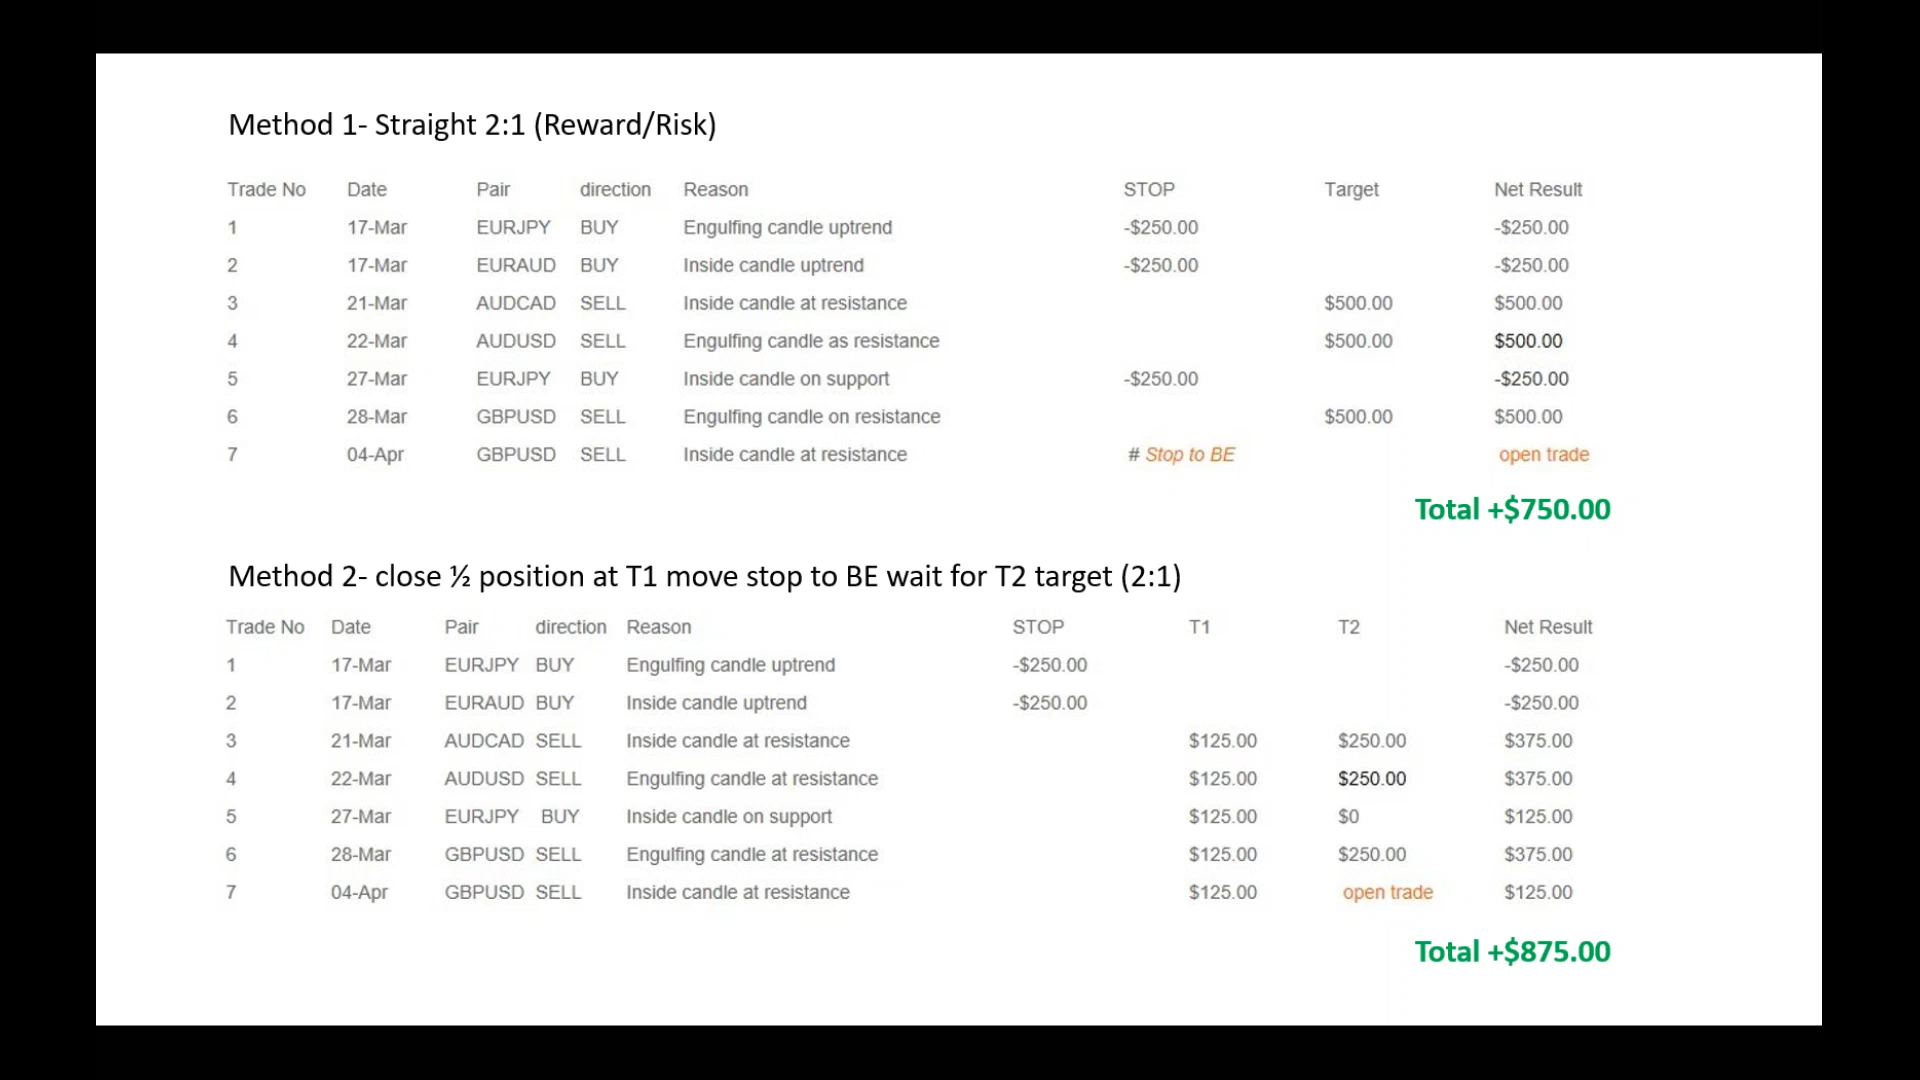 Method 1- Straight 2:1 (Reward/Risk)
Trade No Date Pair direction Reason STOP Target Net Result
1 17-Mar EURJPY BUY Engulfing candle uptrend -$250.00 -$250.00
2 17-Mar EURAUD BUY Inside candle uptrend -$250.00 -$250.00
3 21-Mar AUDCAD SELL Inside candle at resistance $500.00 $500.00
4 22-Mar AUDUSD SELL Engulfing candle as resistance $500.00 $500.00
5 27-Mar EURJPY BUY Inside candle on support -$250.00 -$250.00
6 28-Mar GBPUSD SELL Engulfing candle on resistance $500.00 $500.00
7 04-Apr GBPUSD SELL Inside candle at resistance # Stop to BE open trade
Total +$750.00
Method 2- close ½ position at T1 move stop to BE wait for T2 target (2:1)
Trade No Date Pair direction Reason STOP T1 T2 Net Result
1 17-Mar EURJPY BUY Engulfing candle uptrend -$250.00 -$250.00
2 17-Mar EURAUD BUY Inside candle uptrend -$250.00 -$250.00
3 21-Mar AUDCAD SELL Inside candle at resistance $125.00 $250.00 $375.00
4 22-Mar AUDUSD SELL Engulfing candle at resistance $125.00 $250.00 $375.00
5 27-Mar EURJPY BUY Inside candle on support $125.00 $0 $125.00
6 28-Mar GBPUSD SELL Engulfing candle at resistance $125.00 $250.00 $375.00
7 04-Apr GBPUSD SELL Inside candle at resistance $125.00 open trade $125.00
Total +$875.00